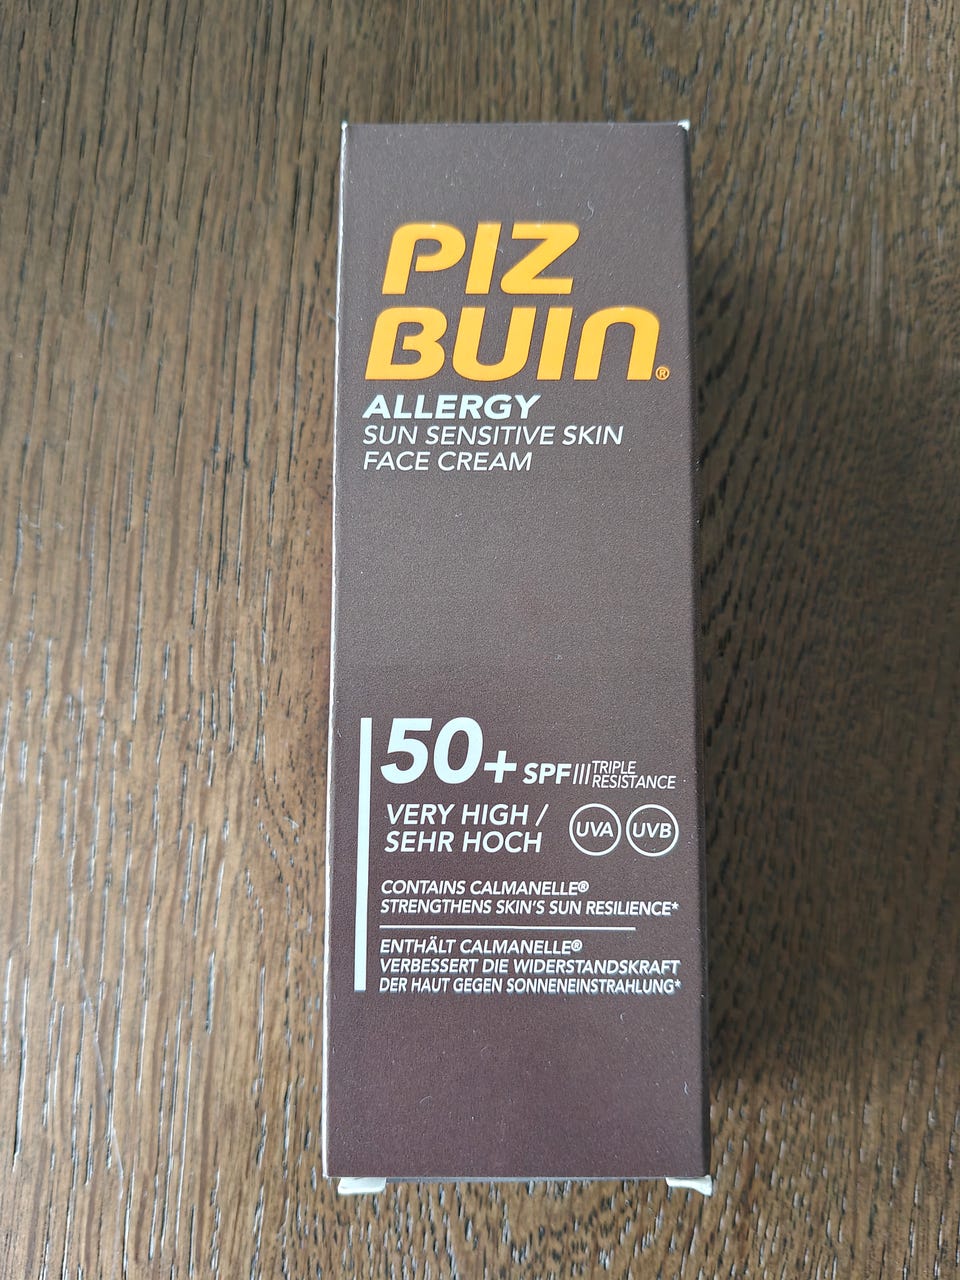 PIZ
BUIN®
ALLERGY
SUN SENSITIVE SKIN
FACE CREAM
50+ SPF TRIPLE
RESISTANCE
VERY HIGH /
SEHR HOCH
UVA UVB
CONTAINS CALMANELLE®
STRENGTHENS SKIN'S SUN RESILIENCE*
ENTHÄLT CALMANELLE®
VERBESSERT DIE WIDERSTANDSKRAFT
DER HAUT GEGEN SONNENEINSTRAHLUNG*